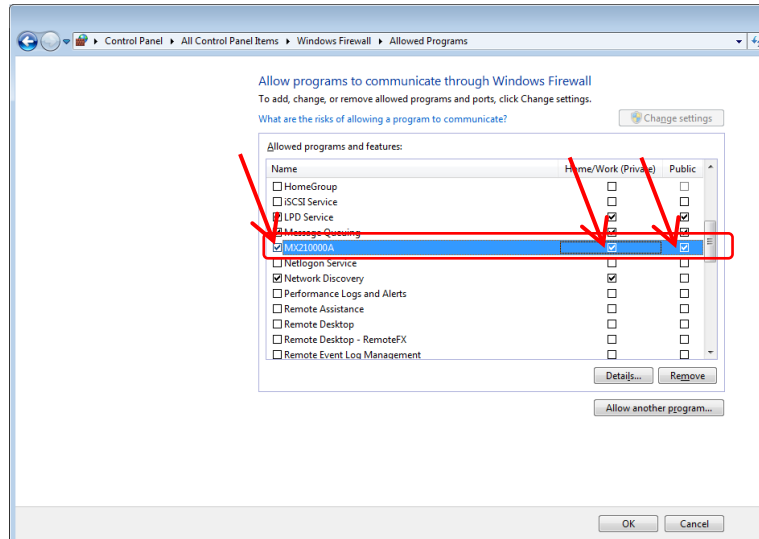 Control Panel ▸ All Control Panel Items ▸ Windows Firewall ▸ Allowed Programs
Allow programs to communicate through Windows Firewall
To add, change, or remove allowed programs and ports, click Change settings.
What are the risks of allowing a program to communicate?
Change settings
Allowed programs and features:
Name Home/Work (Private) Public
HomeGroup
iSCSI Service
LPD Service
Message Queuing
MX210000A
Netlogon Service
Network Discovery
Performance Logs and Alerts
Remote Assistance
Remote Desktop
Remote Desktop - RemoteFX
Remote Event Log Management
Details... Remove
Allow another program...
OK Cancel